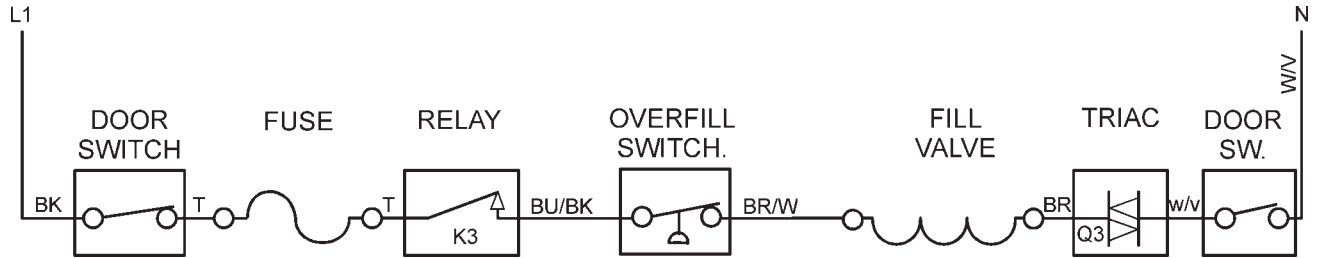 L1
N
W/V
DOOR
SWITCH
FUSE
RELAY
OVERFILL
SWITCH.
FILL
VALVE
TRIAC
DOOR
SW.
BK
T
T
BU/BK
BR/W
BR
w/v
K3
Q3